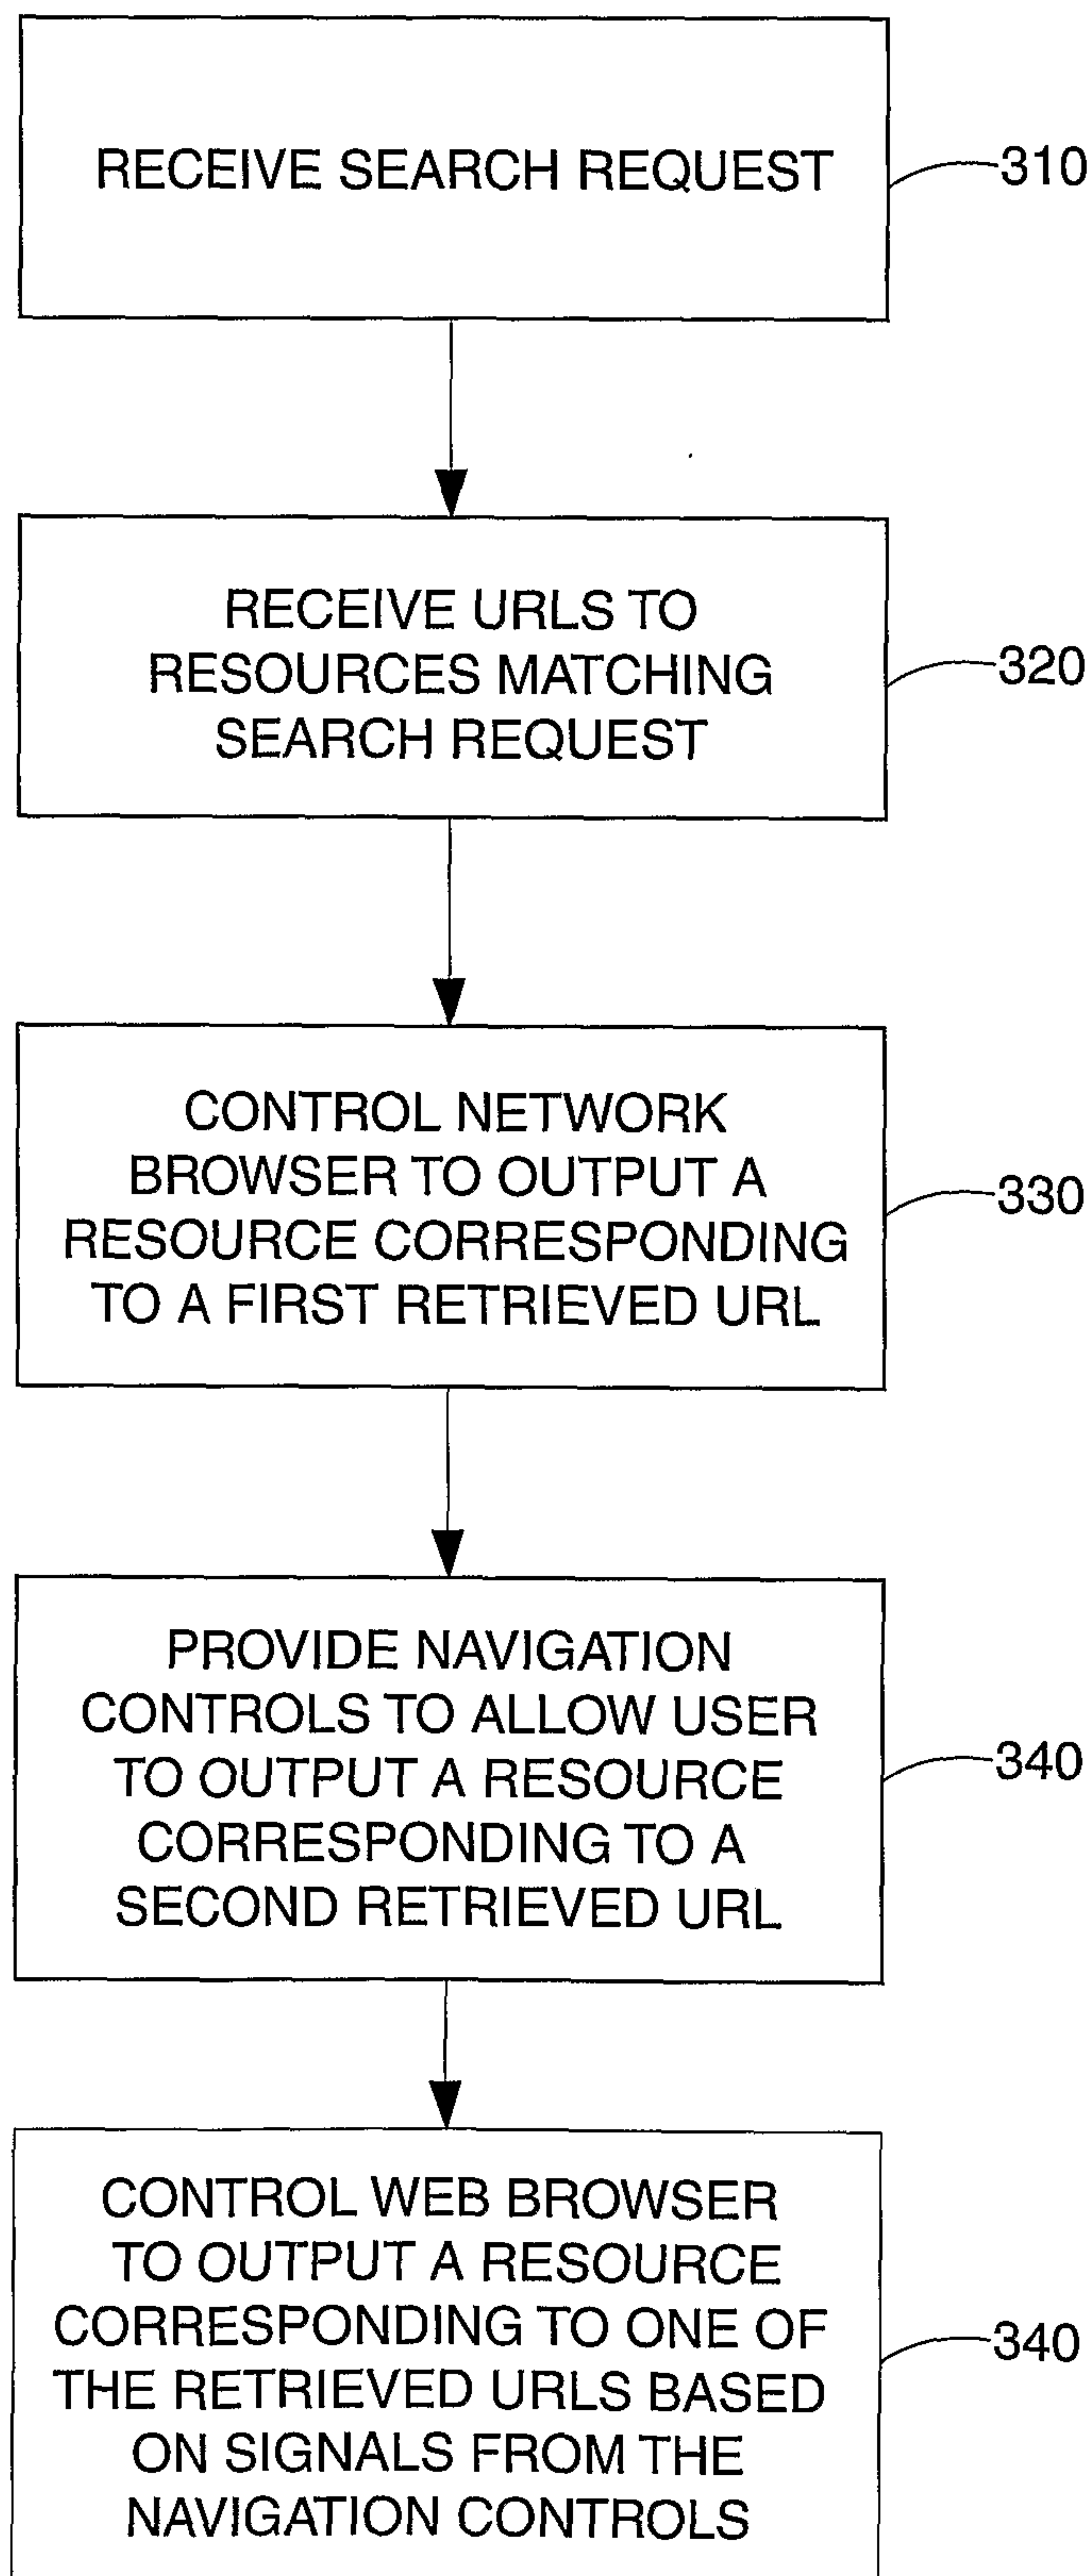 RECEIVE SEARCH REQUEST
310
RECEIVE URLS TO
RESOURCES MATCHING
SEARCH REQUEST
320
CONTROL NETWORK
BROWSER TO OUTPUT A
RESOURCE CORRESPONDING
TO A FIRST RETRIEVED URL
330
PROVIDE NAVIGATION
CONTROLS TO ALLOW USER
TO OUTPUT A RESOURCE
CORRESPONDING TO A
SECOND RETRIEVED URL
340
CONTROL WEB BROWSER
TO OUTPUT A RESOURCE
CORRESPONDING TO ONE OF
THE RETRIEVED URLS BASED
ON SIGNALS FROM THE
NAVIGATION CONTROLS
340